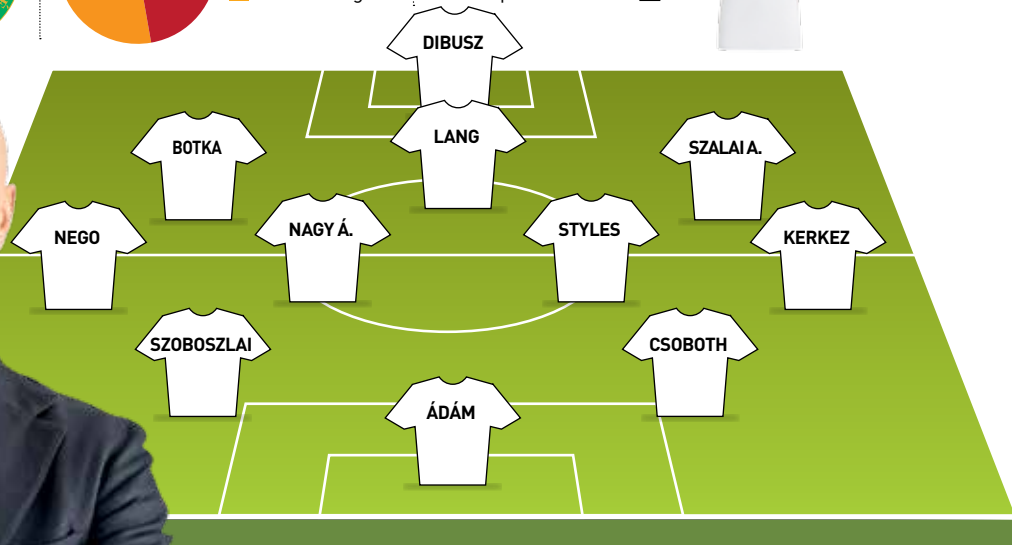 DIBUSZ
LANG
BOTKA
SZALAI A.
NEGO
NAGY Á.
STYLES
KERKEZ
SZOBOSZLAI
CSOBOTH
ÁDÁM